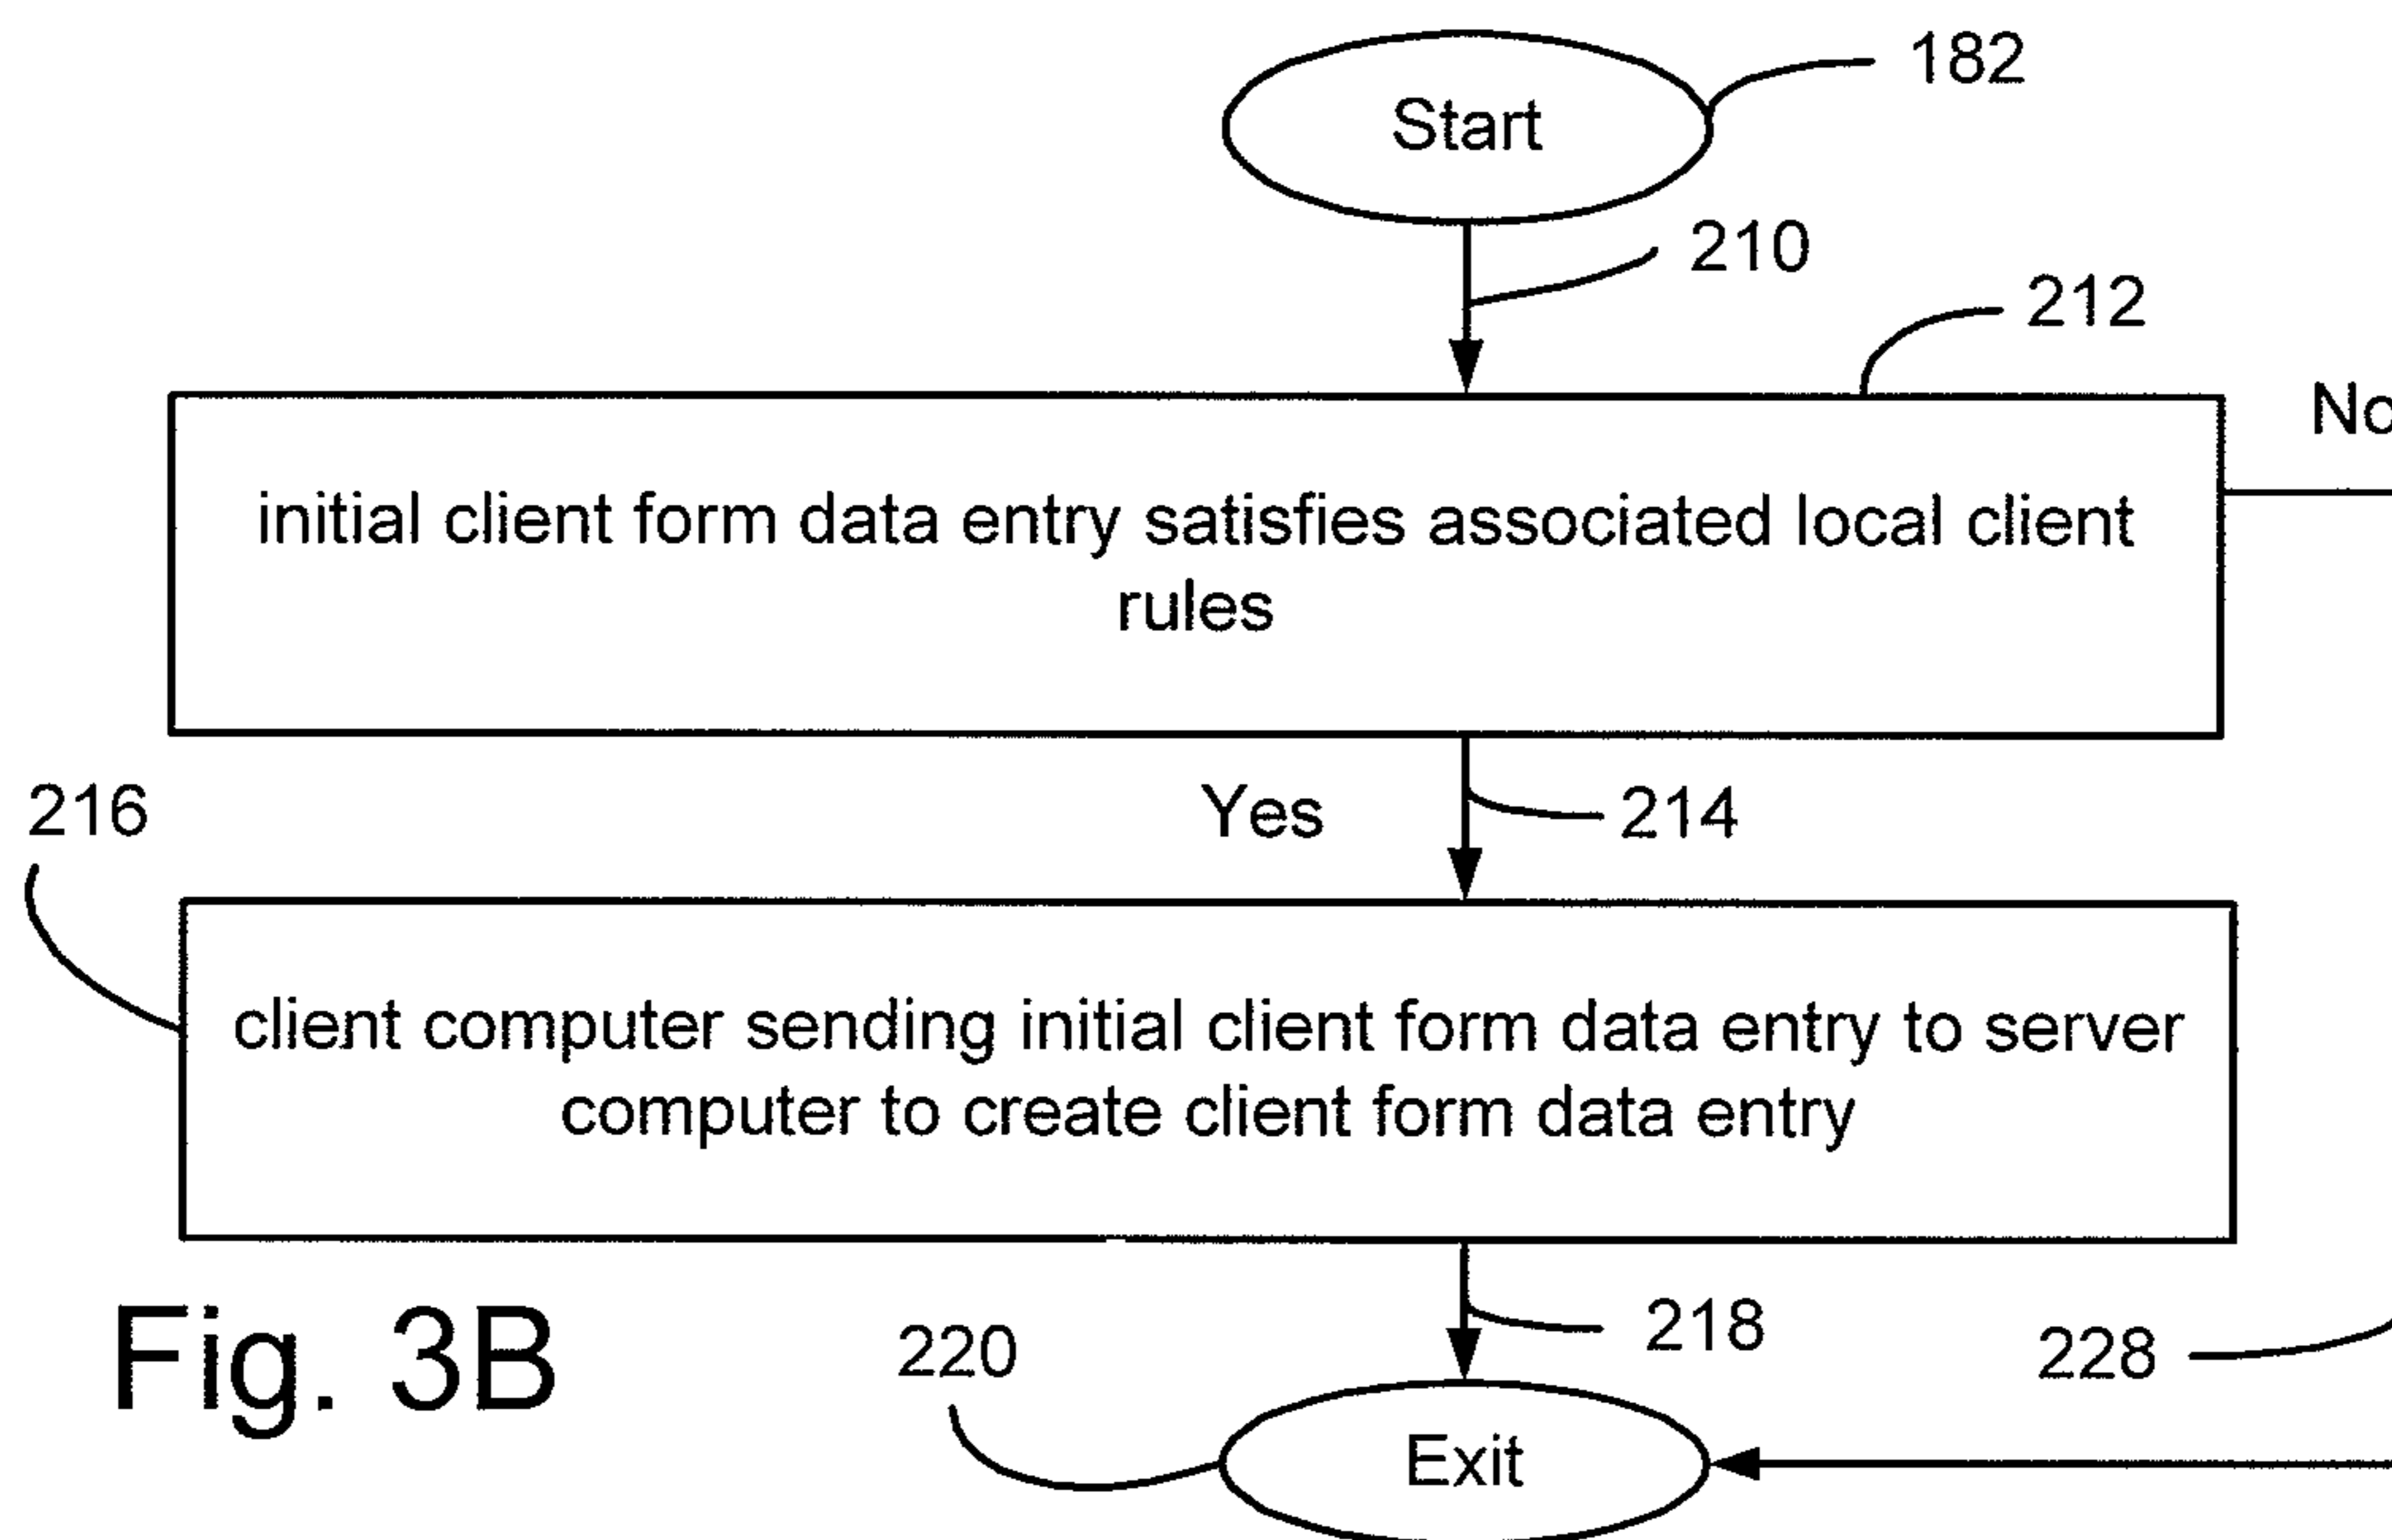 182
Start
210
212
No
initial client form data entry satisfies associated local client
rules
216
Yes
214
client computer sending initial client form data entry to server
computer to create client form data entry
Fig. 3B
218
220
228
Exit